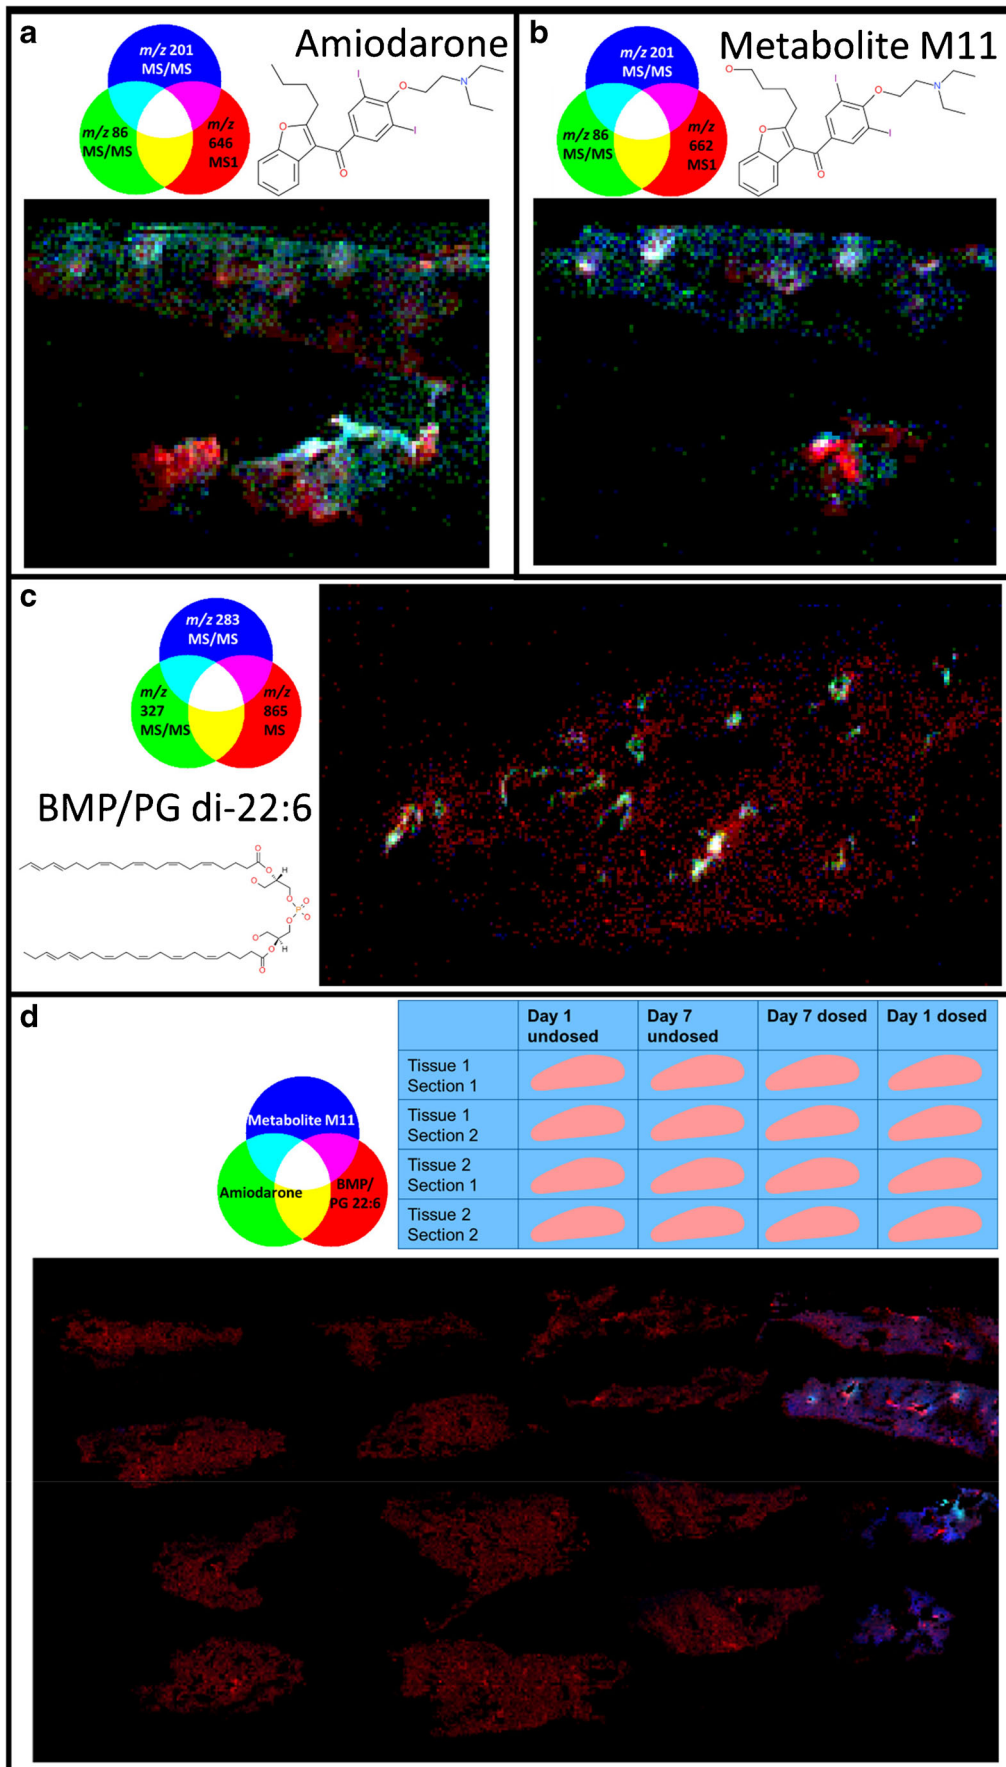 a
Amiodarone
m/z 201
MS/MS
m/z 86
MS/MS
m/z
646
MS1
I
O
N
I
O
O
b
Metabolite M11
m/z 201
MS/MS
m/z 86
MS/MS
m/z
662
MS1
O
I
O
N
I
O
O
c
m/z 283
MS/MS
m/z
327
MS/MS
m/z
865
MS
BMP/PG di-22:6
O
O
H
O
O
P
O
O
O
O
H
O
O
d
Day 1 undosed
Day 7 undosed
Day 7 dosed
Day 1 dosed
Tissue 1
Section 1
Tissue 1
Section 2
Tissue 2
Section 1
Tissue 2
Section 2
Metabolite M11
Amiodarone
BMP/
PG 22:6